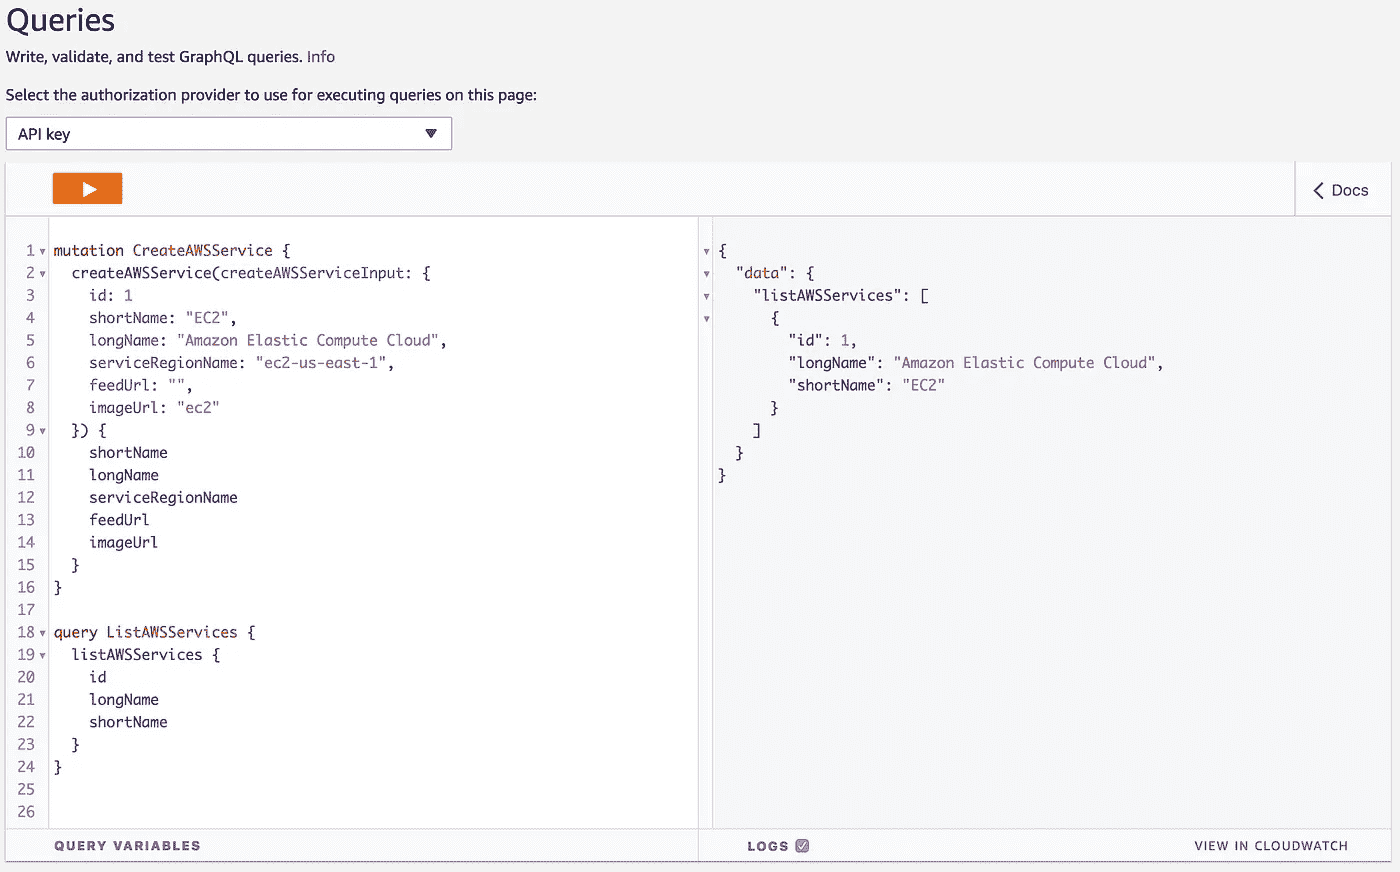 Queries
Write, validate, and test GraphQL queries. Info
Select the authorization provider to use for executing queries on this page:
API key
Docs
1 mutation CreateAWSService {
2 createAWSService(createAWSServiceInput: {
3 id: 1
4 shortName: "EC2",
5 longName: "Amazon Elastic Compute Cloud",
6 serviceRegionName: "ec2-us-east-1",
7 feedUrl: "",
8 imageUrl: "ec2"
9 }) {
10 shortName
11 longName
12 serviceRegionName
13 feedUrl
14 imageUrl
15 }
16 }
17
18 query ListAWSServices {
19 listAWSServices {
20 id
21 longName
22 shortName
23 }
24 }
25
26
{
"data": {
"listAWSServices": [
{
"id": 1,
"longName": "Amazon Elastic Compute Cloud",
"shortName": "EC2"
}
]
}
}
QUERY VARIABLES
LOGS
VIEW IN CLOUDWATCH